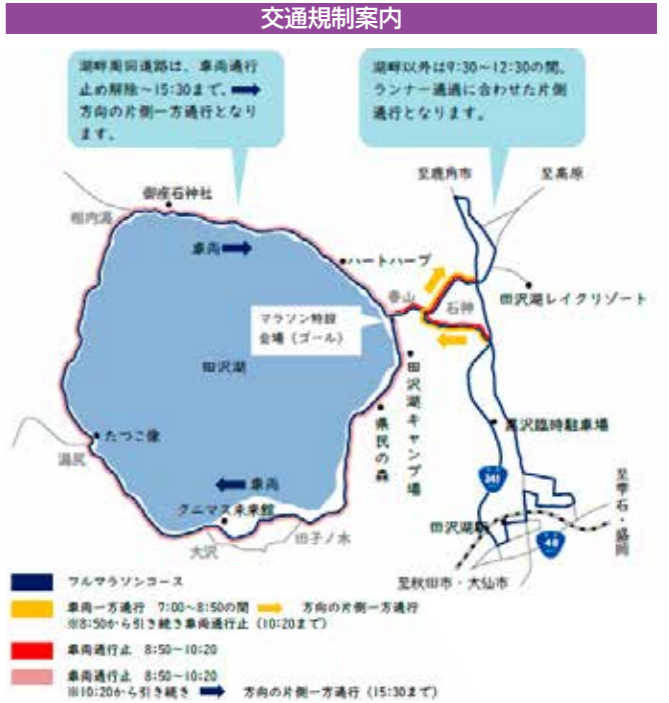 交通規制案内
湖畔周回道路は、車両通行
止め解除～15:30まで、➡
方向の片側一方通行となり
ます。
湖畔以外は9:30～12:30の間、
ランナー通過に合わせた片側
通行となります。
至鹿角市
至高原
御座石神社
相内潟
車両
ハートハーブ
春山
石神
田沢湖レイクリゾート
マラソン特設
会場（ゴール）
田沢湖
田沢湖キャンプ場
県民の森
たつこ像
潟尻
車両
クニマス未来館
大沢
田子ノ木
黒沢臨時駐車場
341
至雫石・盛岡
田沢湖駅
46
至秋田市・大仙市
フルマラソンコース
車両一方通行 7:00～8:50の間 ➡ 方向の片側一方通行
※8:50から引き続き車両通行止（10:20まで）
車両通行止 8:50～10:20
車両通行止 8:50～10:20
※10:20から引き続き ➡ 方向の片側一方通行（15:30まで）